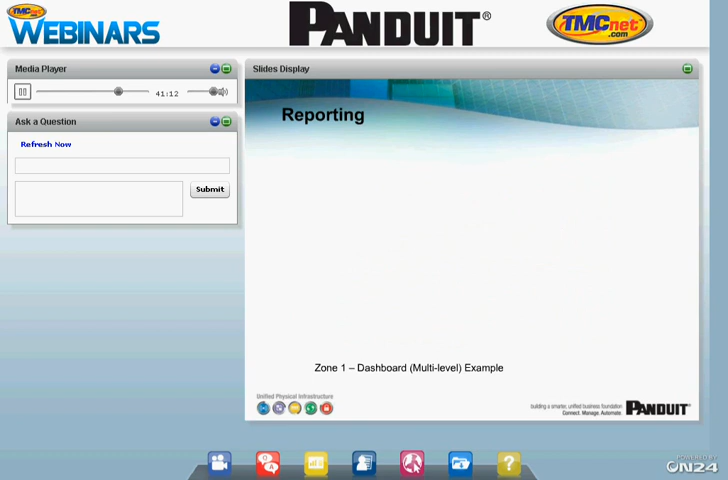 TMCnet
WEBINARS
PANDUIT®
TMCnet
.com
Media Player
41:12
Ask a Question
Refresh Now
Submit
Slides Display
Reporting
Zone 1 – Dashboard (Multi-level) Example
Unified Physical Infrastructure
building a smarter, unified business foundation
Connect. Manage. Automate.
PANDUIT
Q
A
?
POWERED BY
ON24